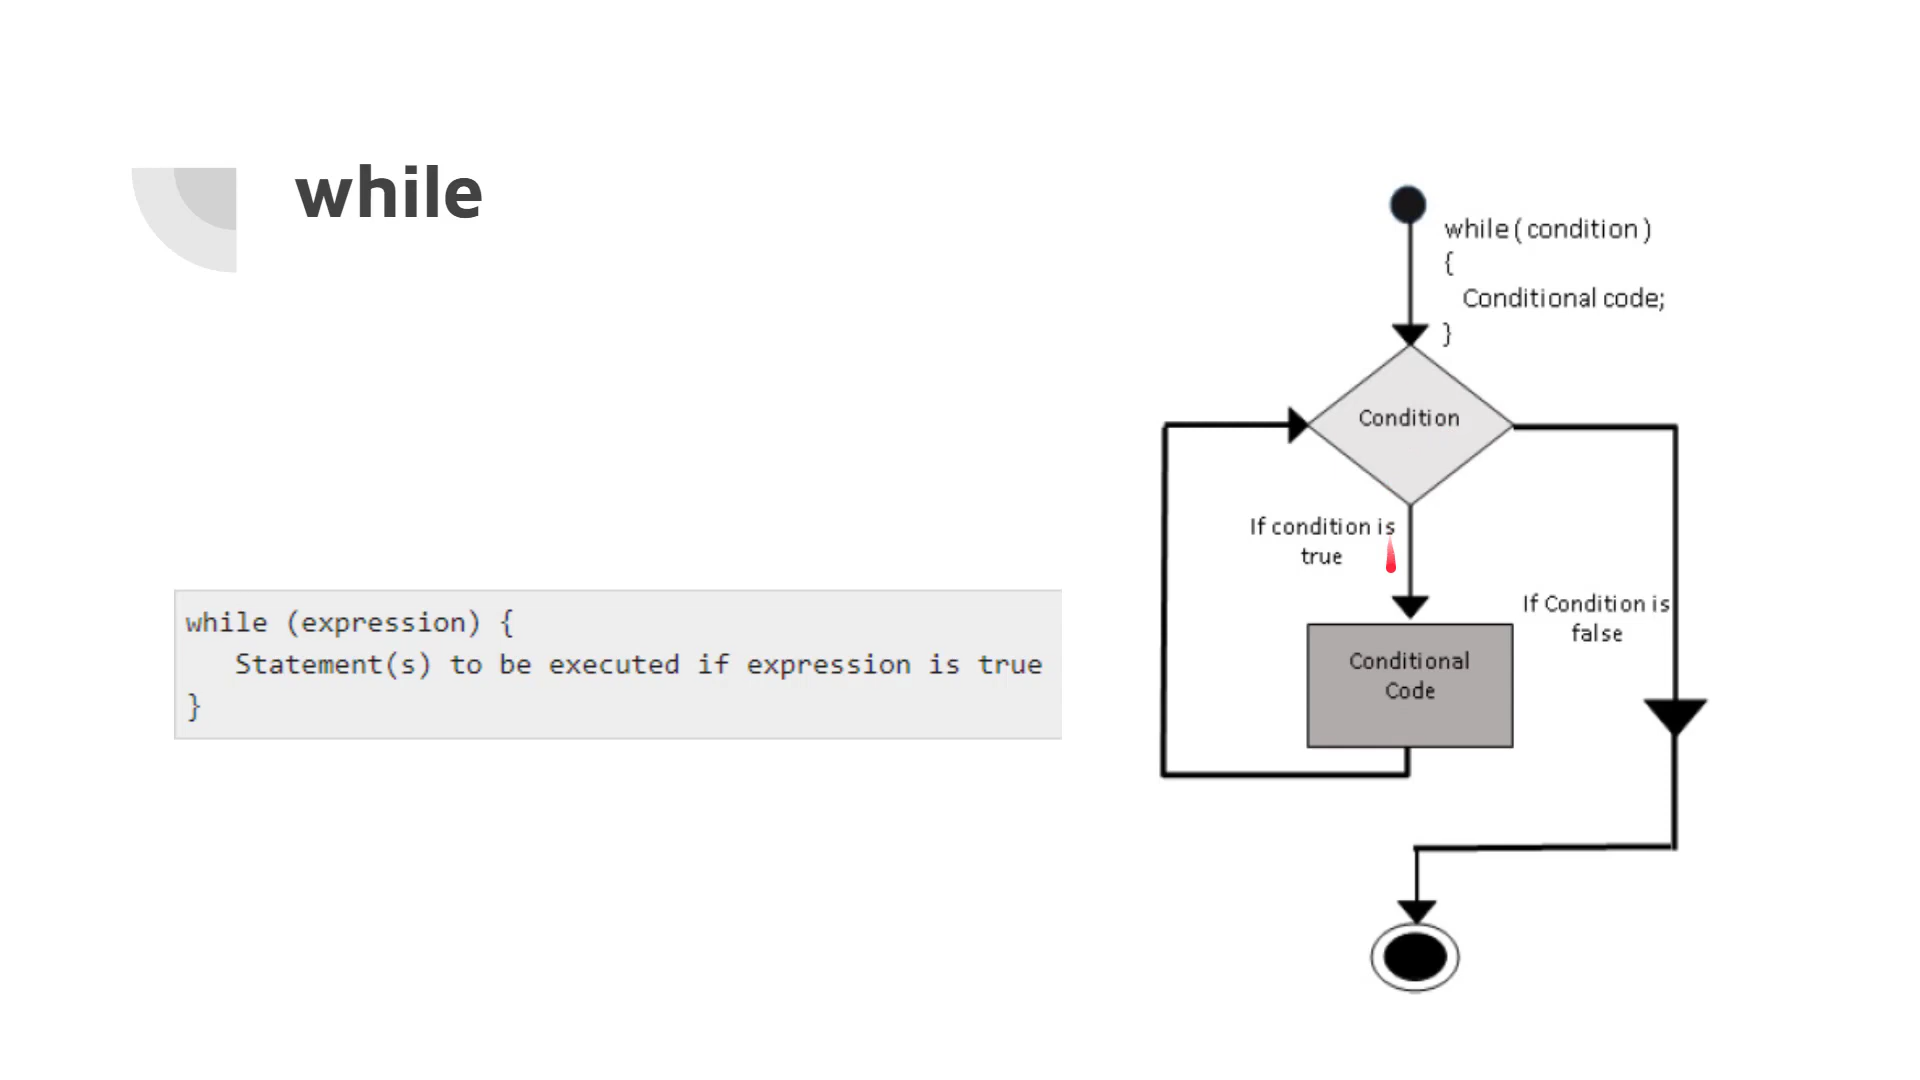 while
while (expression) {
   Statement(s) to be executed if expression is true
}
while ( condition )
{
   Conditional code;
}
Condition
If condition is
true
If Condition is
false
Conditional
Code